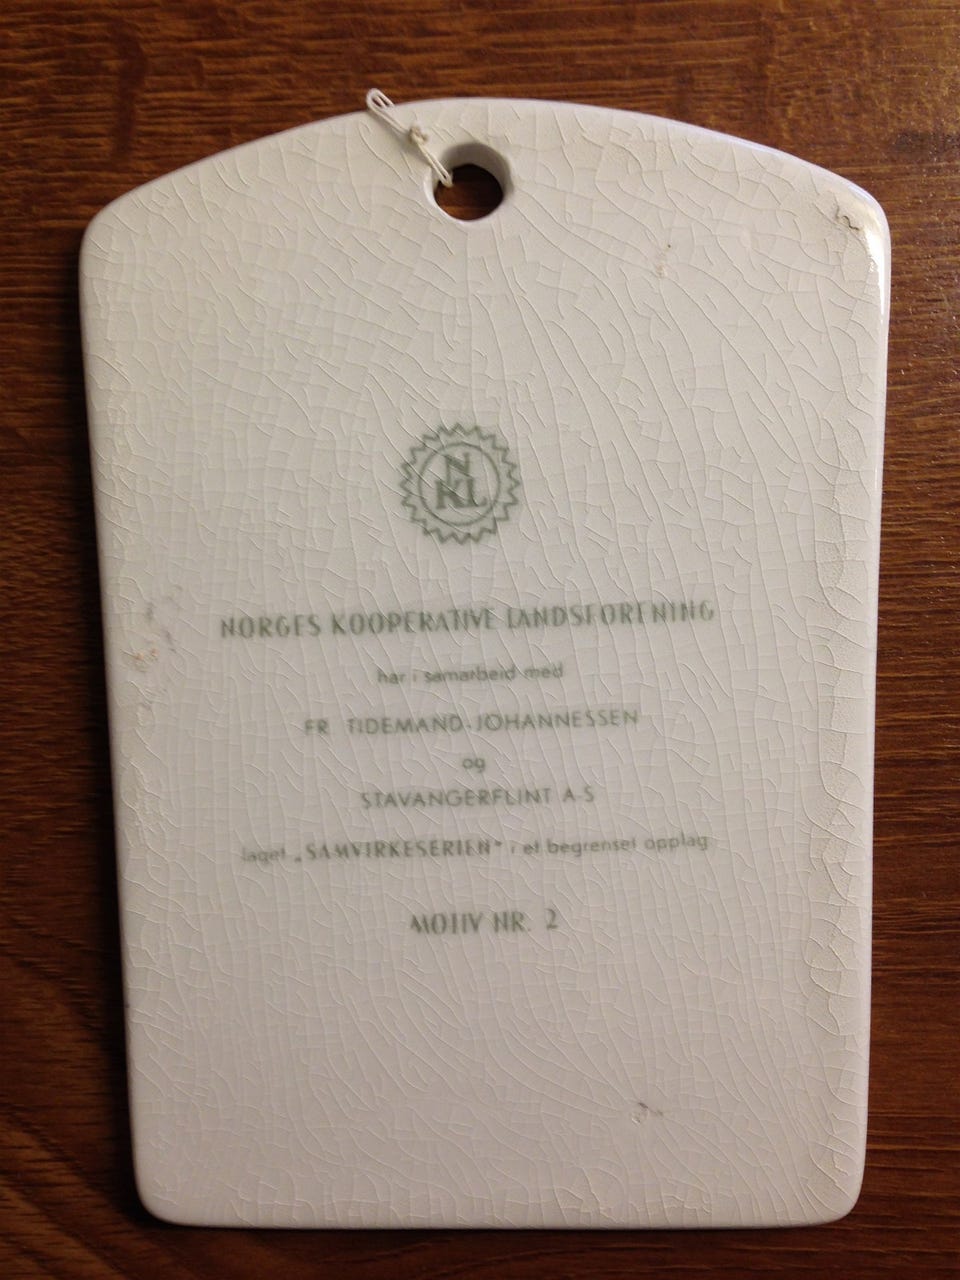 N
KL
NORGES KOOPERATIVE LANDSFORENING
har i samarbeid med
FR. TIDEMAND-JOHANNESSEN
og
STAVANGERFLINT A-S
laget „SAMVIRKESERIEN” i et begrenset opplag
MOTIV NR. 2